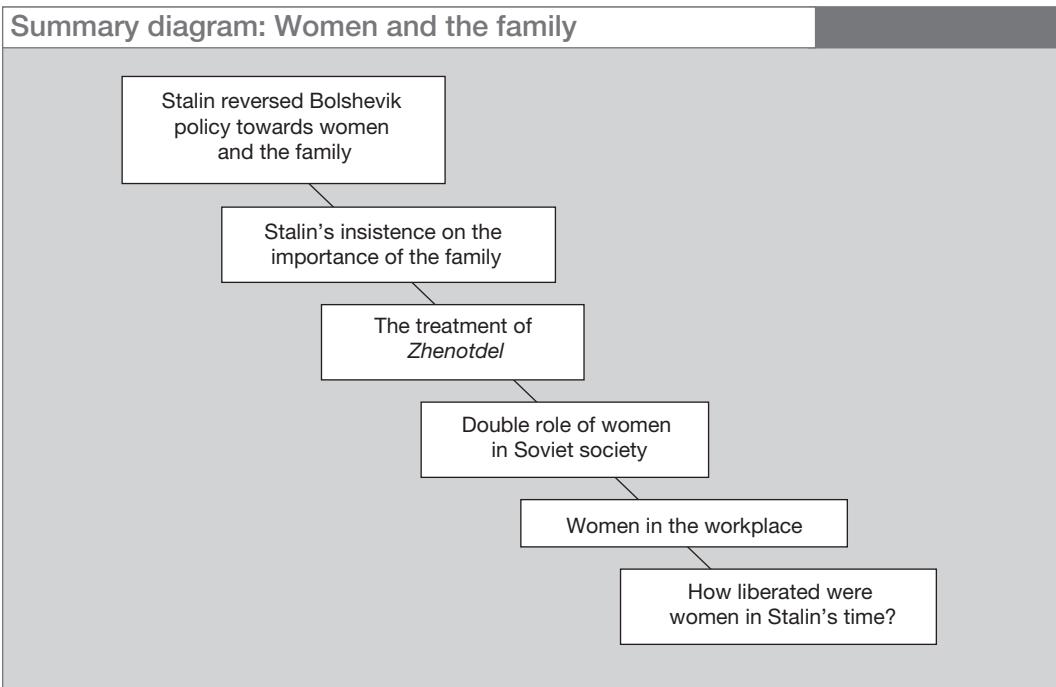 Summary diagram: Women and the family
Stalin reversed Bolshevik
policy towards women
and the family
Stalin’s insistence on the
importance of the family
The treatment of
Zhenotdel
Double role of women
in Soviet society
Women in the workplace
How liberated were
women in Stalin’s time?